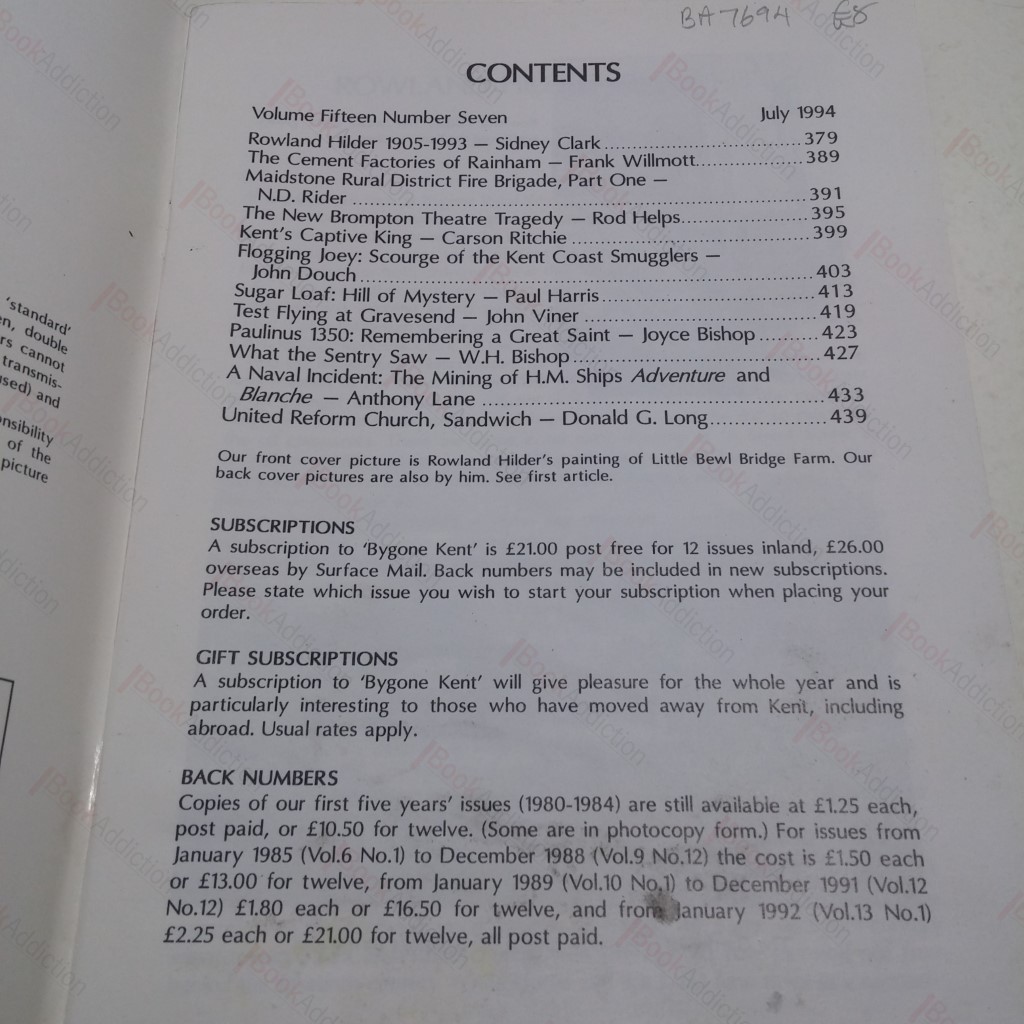 BA7694 £8
CONTENTS
Volume Fifteen Number Seven July 1994
Rowland Hilder 1905-1993 — Sidney Clark..............................379
The Cement Factories of Rainham — Frank Willmott................389
Maidstone Rural District Fire Brigade, Part One —
N.D. Rider ......................................................................391
The New Brompton Theatre Tragedy — Rod Helps..................395
Kent's Captive King — Carson Ritchie ...................................399
Flogging Joey: Scourge of the Kent Coast Smugglers —
John Douch....................................................................403
Sugar Loaf: Hill of Mystery — Paul Harris................................413
Test Flying at Gravesend — John Viner ..................................419
Paulinus 1350: Remembering a Great Saint — Joyce Bishop.........423
What the Sentry Saw — W.H. Bishop.....................................427
A Naval Incident: The Mining of H.M. Ships Adventure and
Blanche — Anthony Lane ..................................................433
United Reform Church, Sandwich — Donald G. Long..................439
Our front cover picture is Rowland Hilder's painting of Little Bewl Bridge Farm. Our
back cover pictures are also by him. See first article.
SUBSCRIPTIONS
A subscription to 'Bygone Kent' is £21.00 post free for 12 issues inland, £26.00
overseas by Surface Mail. Back numbers may be included in new subscriptions.
Please state which issue you wish to start your subscription when placing your
order.
GIFT SUBSCRIPTIONS
A subscription to 'Bygone Kent' will give pleasure for the whole year and is
particularly interesting to those who have moved away from Kent, including
abroad. Usual rates apply.
BACK NUMBERS
Copies of our first five years' issues (1980-1984) are still available at £1.25 each,
post paid, or £10.50 for twelve. (Some are in photocopy form.) For issues from
January 1985 (Vol.6 No.1) to December 1988 (Vol.9 No.12) the cost is £1.50 each
or £13.00 for twelve, from January 1989 (Vol.10 No.1) to December 1991 (Vol.12
No.12) £1.80 each or £16.50 for twelve, and from January 1992 (Vol.13 No.1)
£2.25 each or £21.00 for twelve, all post paid.
'standard'
en, double
rs cannot
transmis-
sed) and
nsibility
of the
picture
BookAddiction